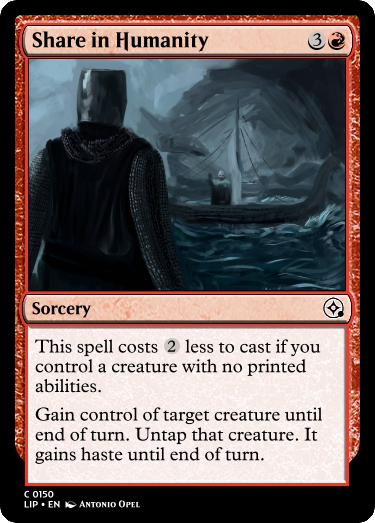 Share in Humanity 3
Sorcery
This spell costs 2 less to cast if you
control a creature with no printed
abilities.
Gain control of target creature until
end of turn. Untap that creature. It
gains haste until end of turn.
C 0150
LIP • EN Antonio Opel